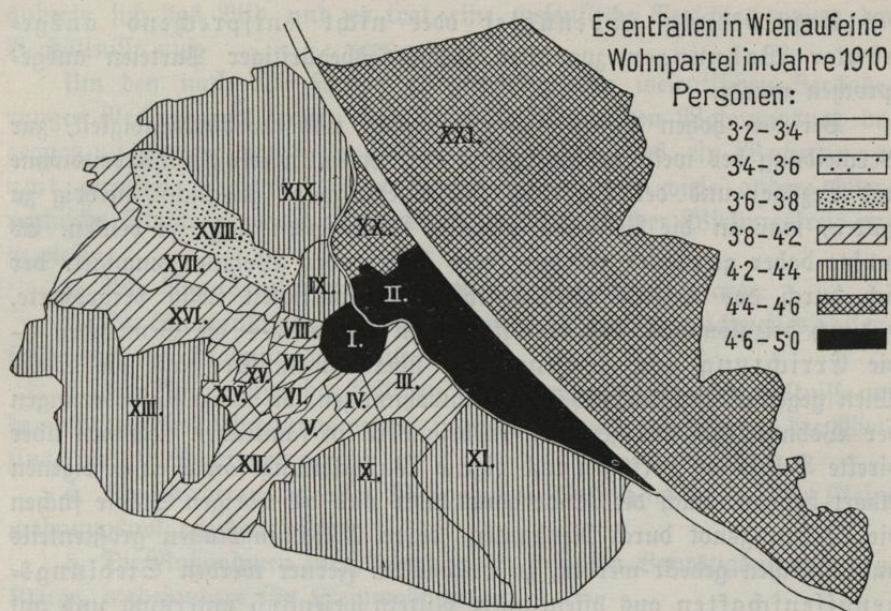 Es entfallen in Wien auf eine
Wohnpartei im Jahre 1910
Personen:
3·2–3·4
3·4–3·6
3·6–3·8
3·8–4·2
4·2–4·4
4·4–4·6
4·6–5·0
XXI.
XIX.
XX.
XVIII.
XVII.
IX.
II.
XVI.
VIII.
I.
VII.
XV.
III.
XIV.
VI.
IV.
XIII.
V.
XII.
X.
XI.